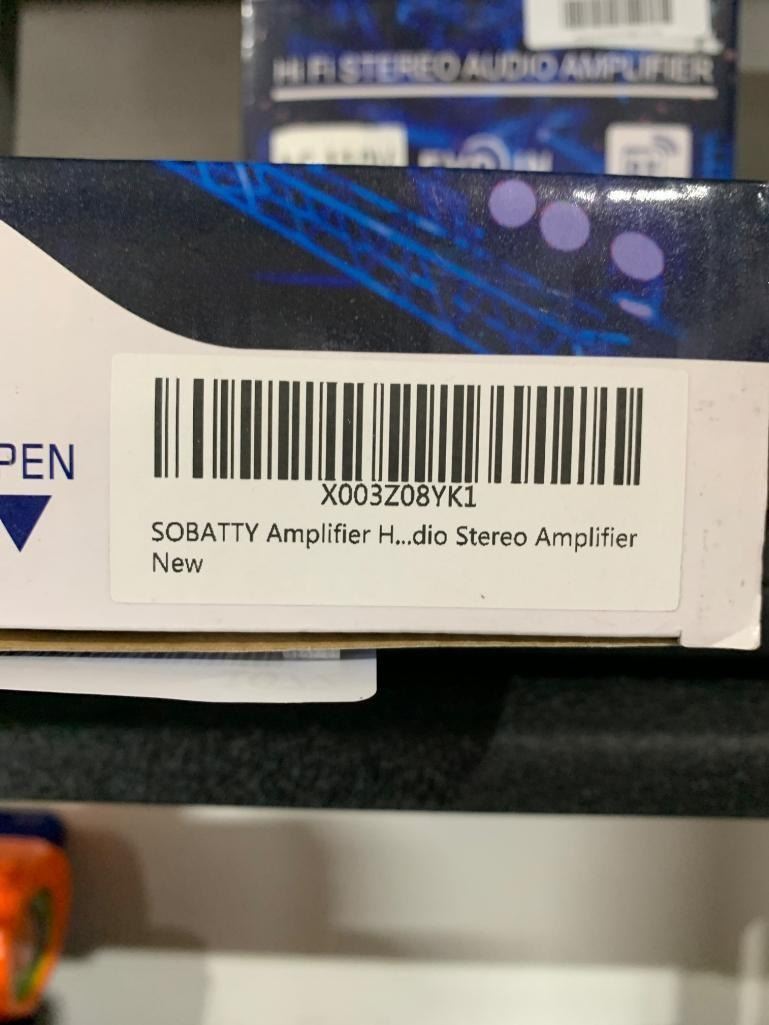 HI FI STEREO AUDIO AMPLIFIER
PEN
X003Z08YK1
SOBATTY Amplifier H...dio Stereo Amplifier
New